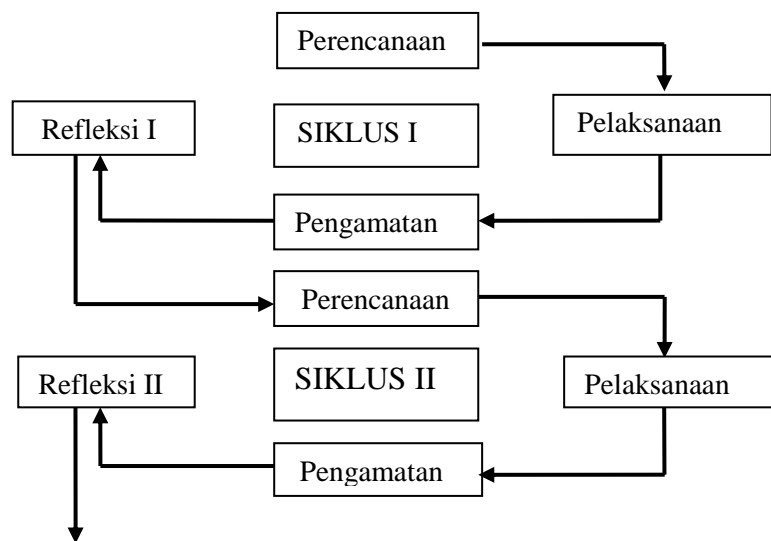 Perencanaan
Refleksi I
SIKLUS I
Pelaksanaan
Pengamatan
Perencanaan
Refleksi II
SIKLUS II
Pelaksanaan
Pengamatan